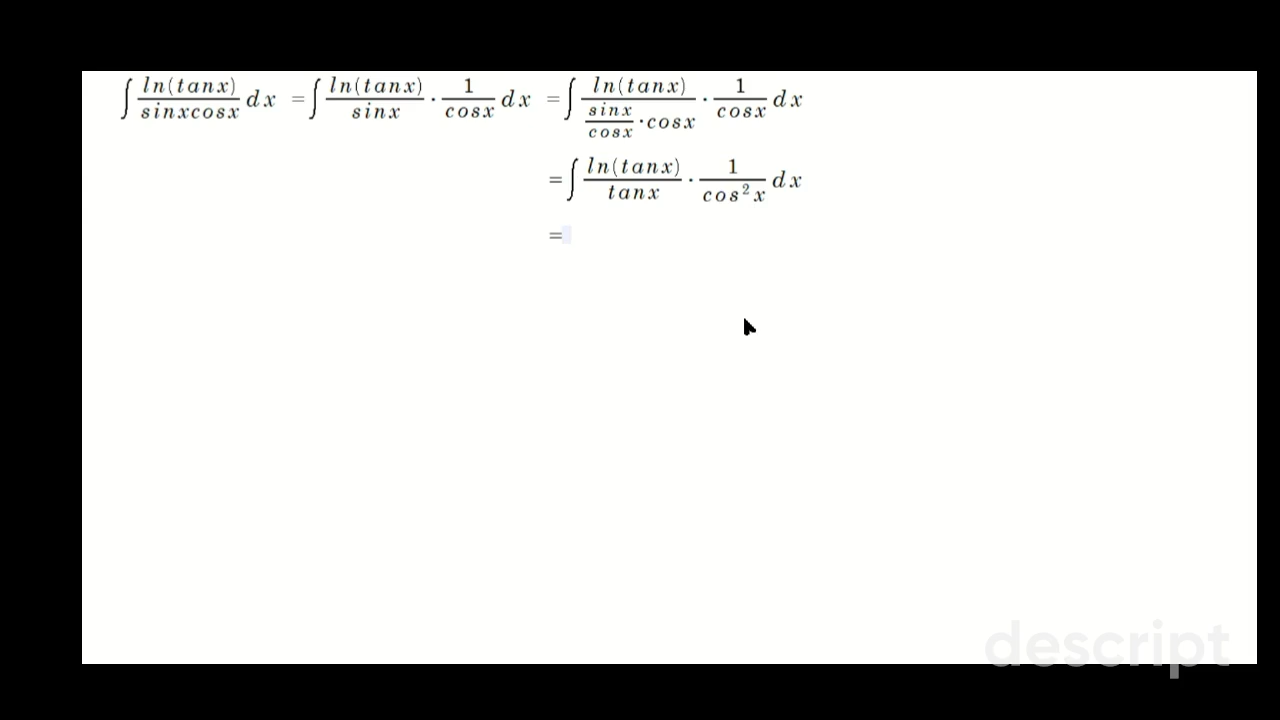 ∫ ln(tanx)/sinxcosx dx = ∫ ln(tanx)/sinx · 1/cosx dx = ∫ ln(tanx)/(sinx/cosx · cosx) · 1/cosx dx
= ∫ ln(tanx)/tanx · 1/cos²x dx
=
descript